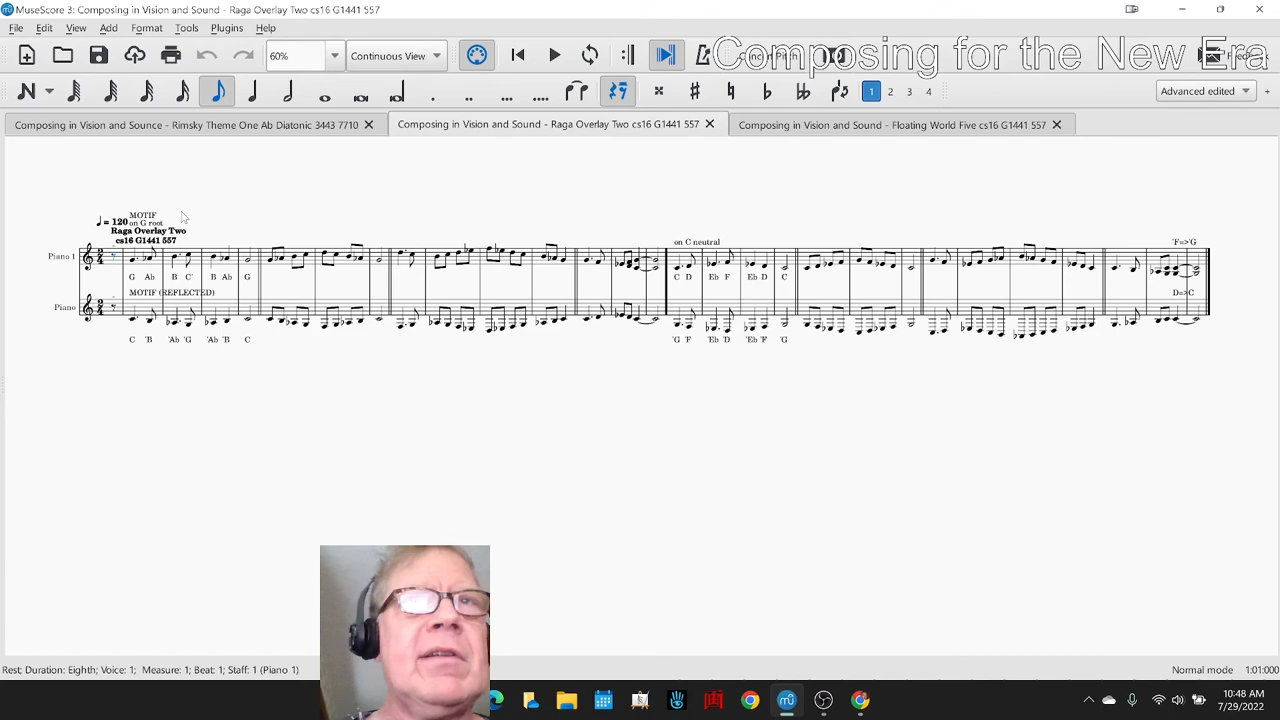 MuseScore 3: Composing in Vision and Sound - Raga Overlay Two cs16 G1441 557
File Edit View Add Format Tools Plugins Help
60% Continuous View
Composing for the New Era
1 2 3 4 Advanced edited +
Composing in Vision and Sounce - Rimsky Theme One Ab Diatonic 3443 7710
Composing in Vision and Sound - Raga Overlay Two cs16 G1441 557
Composing in Vision and Sound - Floating World Five cs16 G1441 557
MOTIF
= 120 on G root
Raga Overlay Two
cs16 G1441 557
on C neutral
'F=>'G
Piano 1
G Ab B C' B Ab G
C D Eb F Eb D C
MOTIF (REFLECTED)
D=>C
Piano
C 'B 'Ab 'G 'Ab 'B C
'G 'F 'Eb 'D 'Eb 'F 'G
Rest; Duration: Eighth; Voice: 1; Measure: 1; Beat: 1; Staff: 1 (Piano 1)
Normal mode 1:01:000
10:48 AM
7/29/2022